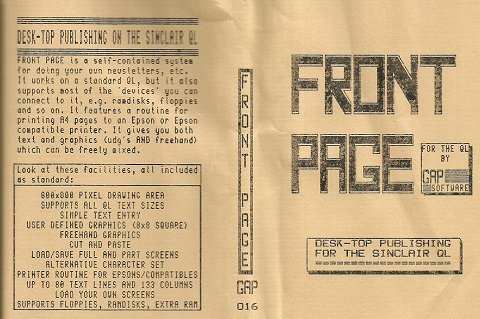 DESK-TOP PUBLISHING ON THE SINCLAIR QL
FRONT PAGE is a self-contained system
for doing your own newsletters, etc.
It works on a standard QL, but it also
supports most of the 'devices' you can
connect to it, e.g. ramdisks, floppies
and so on. It features a routine for
printing A4 pages to an Epson or Epson
compatible printer. It gives you both
text and graphics (udg's AND freehand)
which can be freely mixed.
Look at these facilities, all included
as standard:
800x800 PIXEL DRAWING AREA
SUPPORTS ALL QL TEXT SIZES
SIMPLE TEXT ENTRY
USER DEFINED GRAPHICS (8x8 SQUARE)
FREEHAND GRAPHICS
CUT AND PASTE
LOAD/SAVE FULL AND PART SCREENS
ALTERNATIVE CHARACTER SET
PRINTER ROUTINE FOR EPSONS/COMPATIBLES
UP TO 80 TEXT LINES AND 133 COLUMNS
LOAD YOUR OWN SCREENS
SUPPORTS FLOPPIES, RAMDISKS, EXTRA RAM
FRONT PAGE
GAP
016
FRONT
PAGE
FOR THE QL
BY
GAP
SOFTWARE
DESK-TOP PUBLISHING
FOR THE SINCLAIR QL